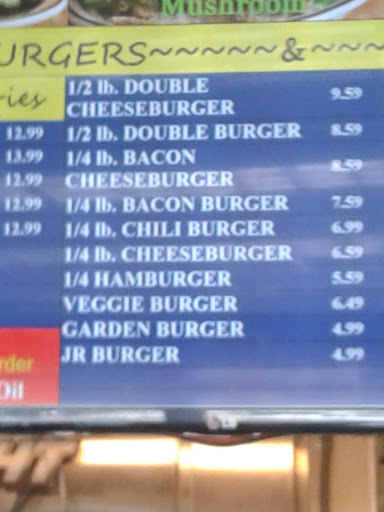 Mushroom
URGERS~~~~~&~~~
ies
1/2 lb. DOUBLE
CHEESEBURGER 9.59
12.99 1/2 lb. DOUBLE BURGER 8.59
13.99 1/4 lb. BACON
12.99 CHEESEBURGER 8.59
12.99 1/4 lb. BACON BURGER 7.59
12.99 1/4 lb. CHILI BURGER 6.99
1/4 lb. CHEESEBURGER 6.59
1/4 HAMBURGER 5.59
VEGGIE BURGER 6.49
GARDEN BURGER 4.99
JR BURGER 4.99
rder
Oil